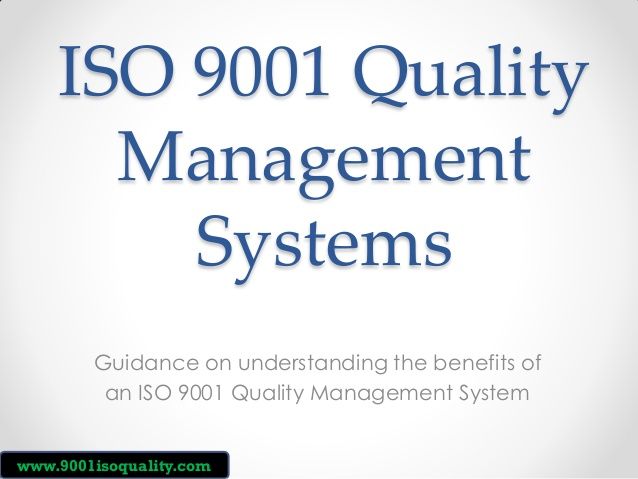 ISO 9001 Quality
Management
Systems
Guidance on understanding the benefits of
an ISO 9001 Quality Management System
www.9001isoquality.com